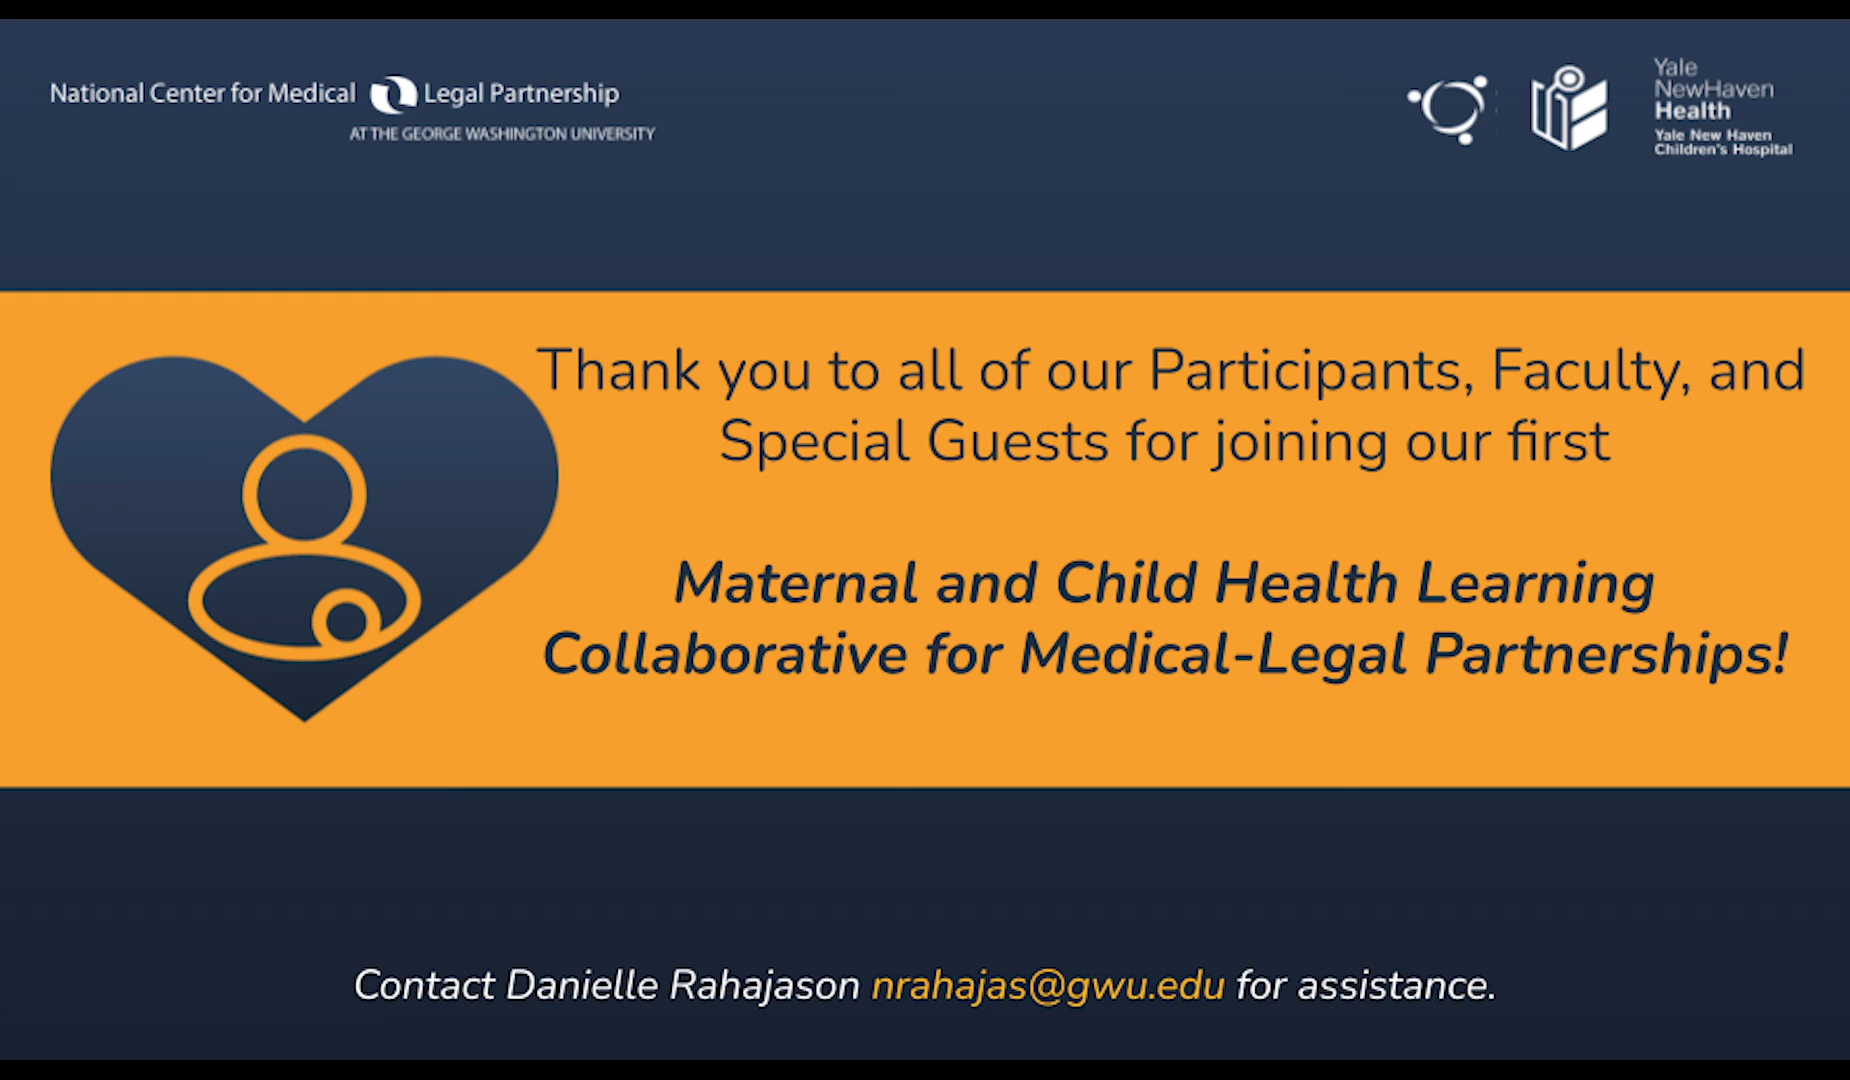 National Center for Medical Legal Partnership
AT THE GEORGE WASHINGTON UNIVERSITY
Yale
NewHaven
Health
Yale New Haven
Children's Hospital
Thank you to all of our Participants, Faculty, and
Special Guests for joining our first
Maternal and Child Health Learning
Collaborative for Medical-Legal Partnerships!
Contact Danielle Rahajason nrahajas@gwu.edu for assistance.